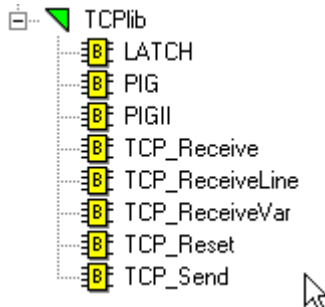 TCPlib
B LATCH
B PIG
B PIGII
B TCP_Receive
B TCP_ReceiveLine
B TCP_ReceiveVar
B TCP_Reset
B TCP_Send